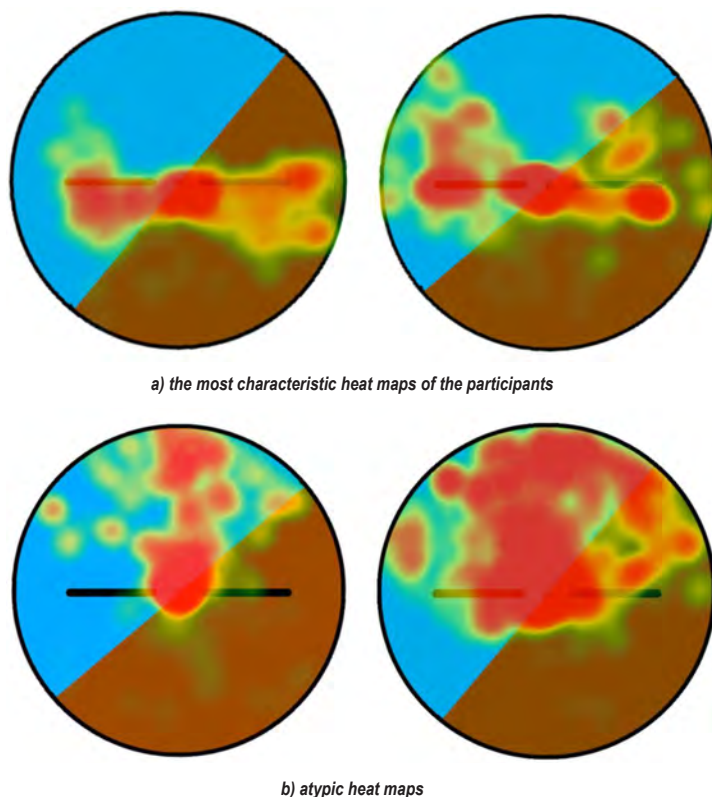 a) the most characteristic heat maps of the participants
b) atypic heat maps